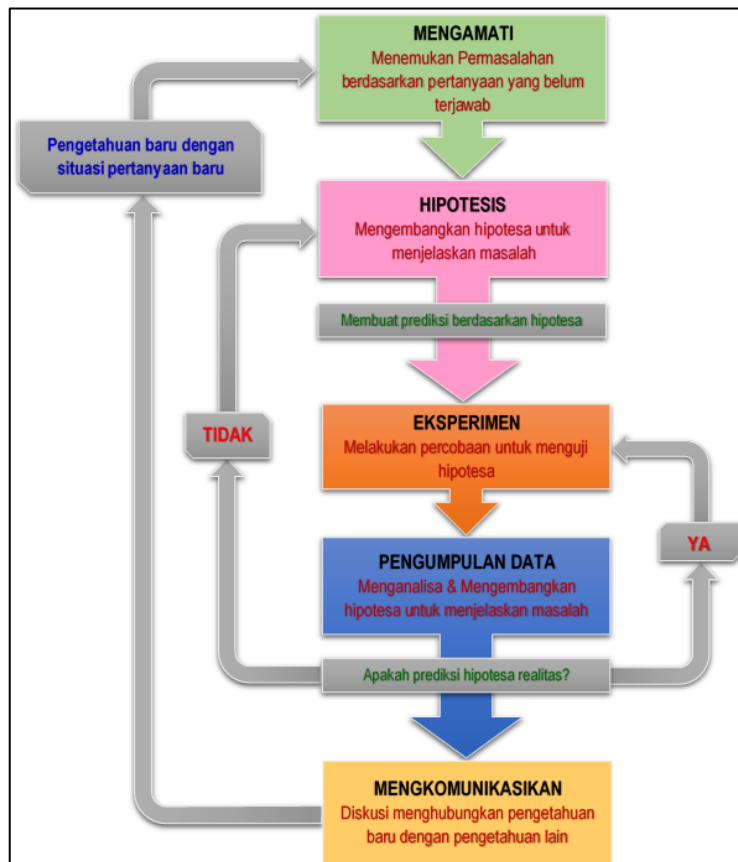 MENGAMATI
Menemukan Permasalahan
berdasarkan pertanyaan yang belum
terjawab
Pengetahuan baru dengan
situasi pertanyaan baru
HIPOTESIS
Mengembangkan hipotesa untuk
menjelaskan masalah
Membuat prediksi berdasarkan hipotesa
TIDAK
EKSPERIMEN
Melakukan percobaan untuk menguji
hipotesa
YA
PENGUMPULAN DATA
Menganalisa & Mengembangkan
hipotesa untuk menjelaskan masalah
Apakah prediksi hipotesa realitas?
MENGKOMUNIKASIKAN
Diskusi menghubungkan pengetahuan
baru dengan pengetahuan lain